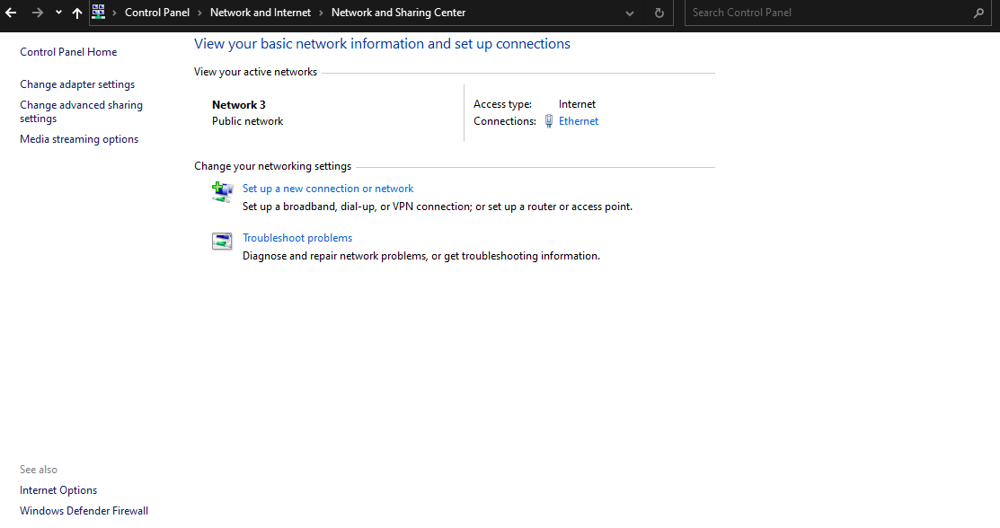 Control Panel > Network and Internet > Network and Sharing Center
Search Control Panel
Control Panel Home
Change adapter settings
Change advanced sharing
settings
Media streaming options
View your basic network information and set up connections
View your active networks
Network 3
Public network
Access type: Internet
Connections: Ethernet
Change your networking settings
Set up a new connection or network
Set up a broadband, dial-up, or VPN connection; or set up a router or access point.
Troubleshoot problems
Diagnose and repair network problems, or get troubleshooting information.
See also
Internet Options
Windows Defender Firewall